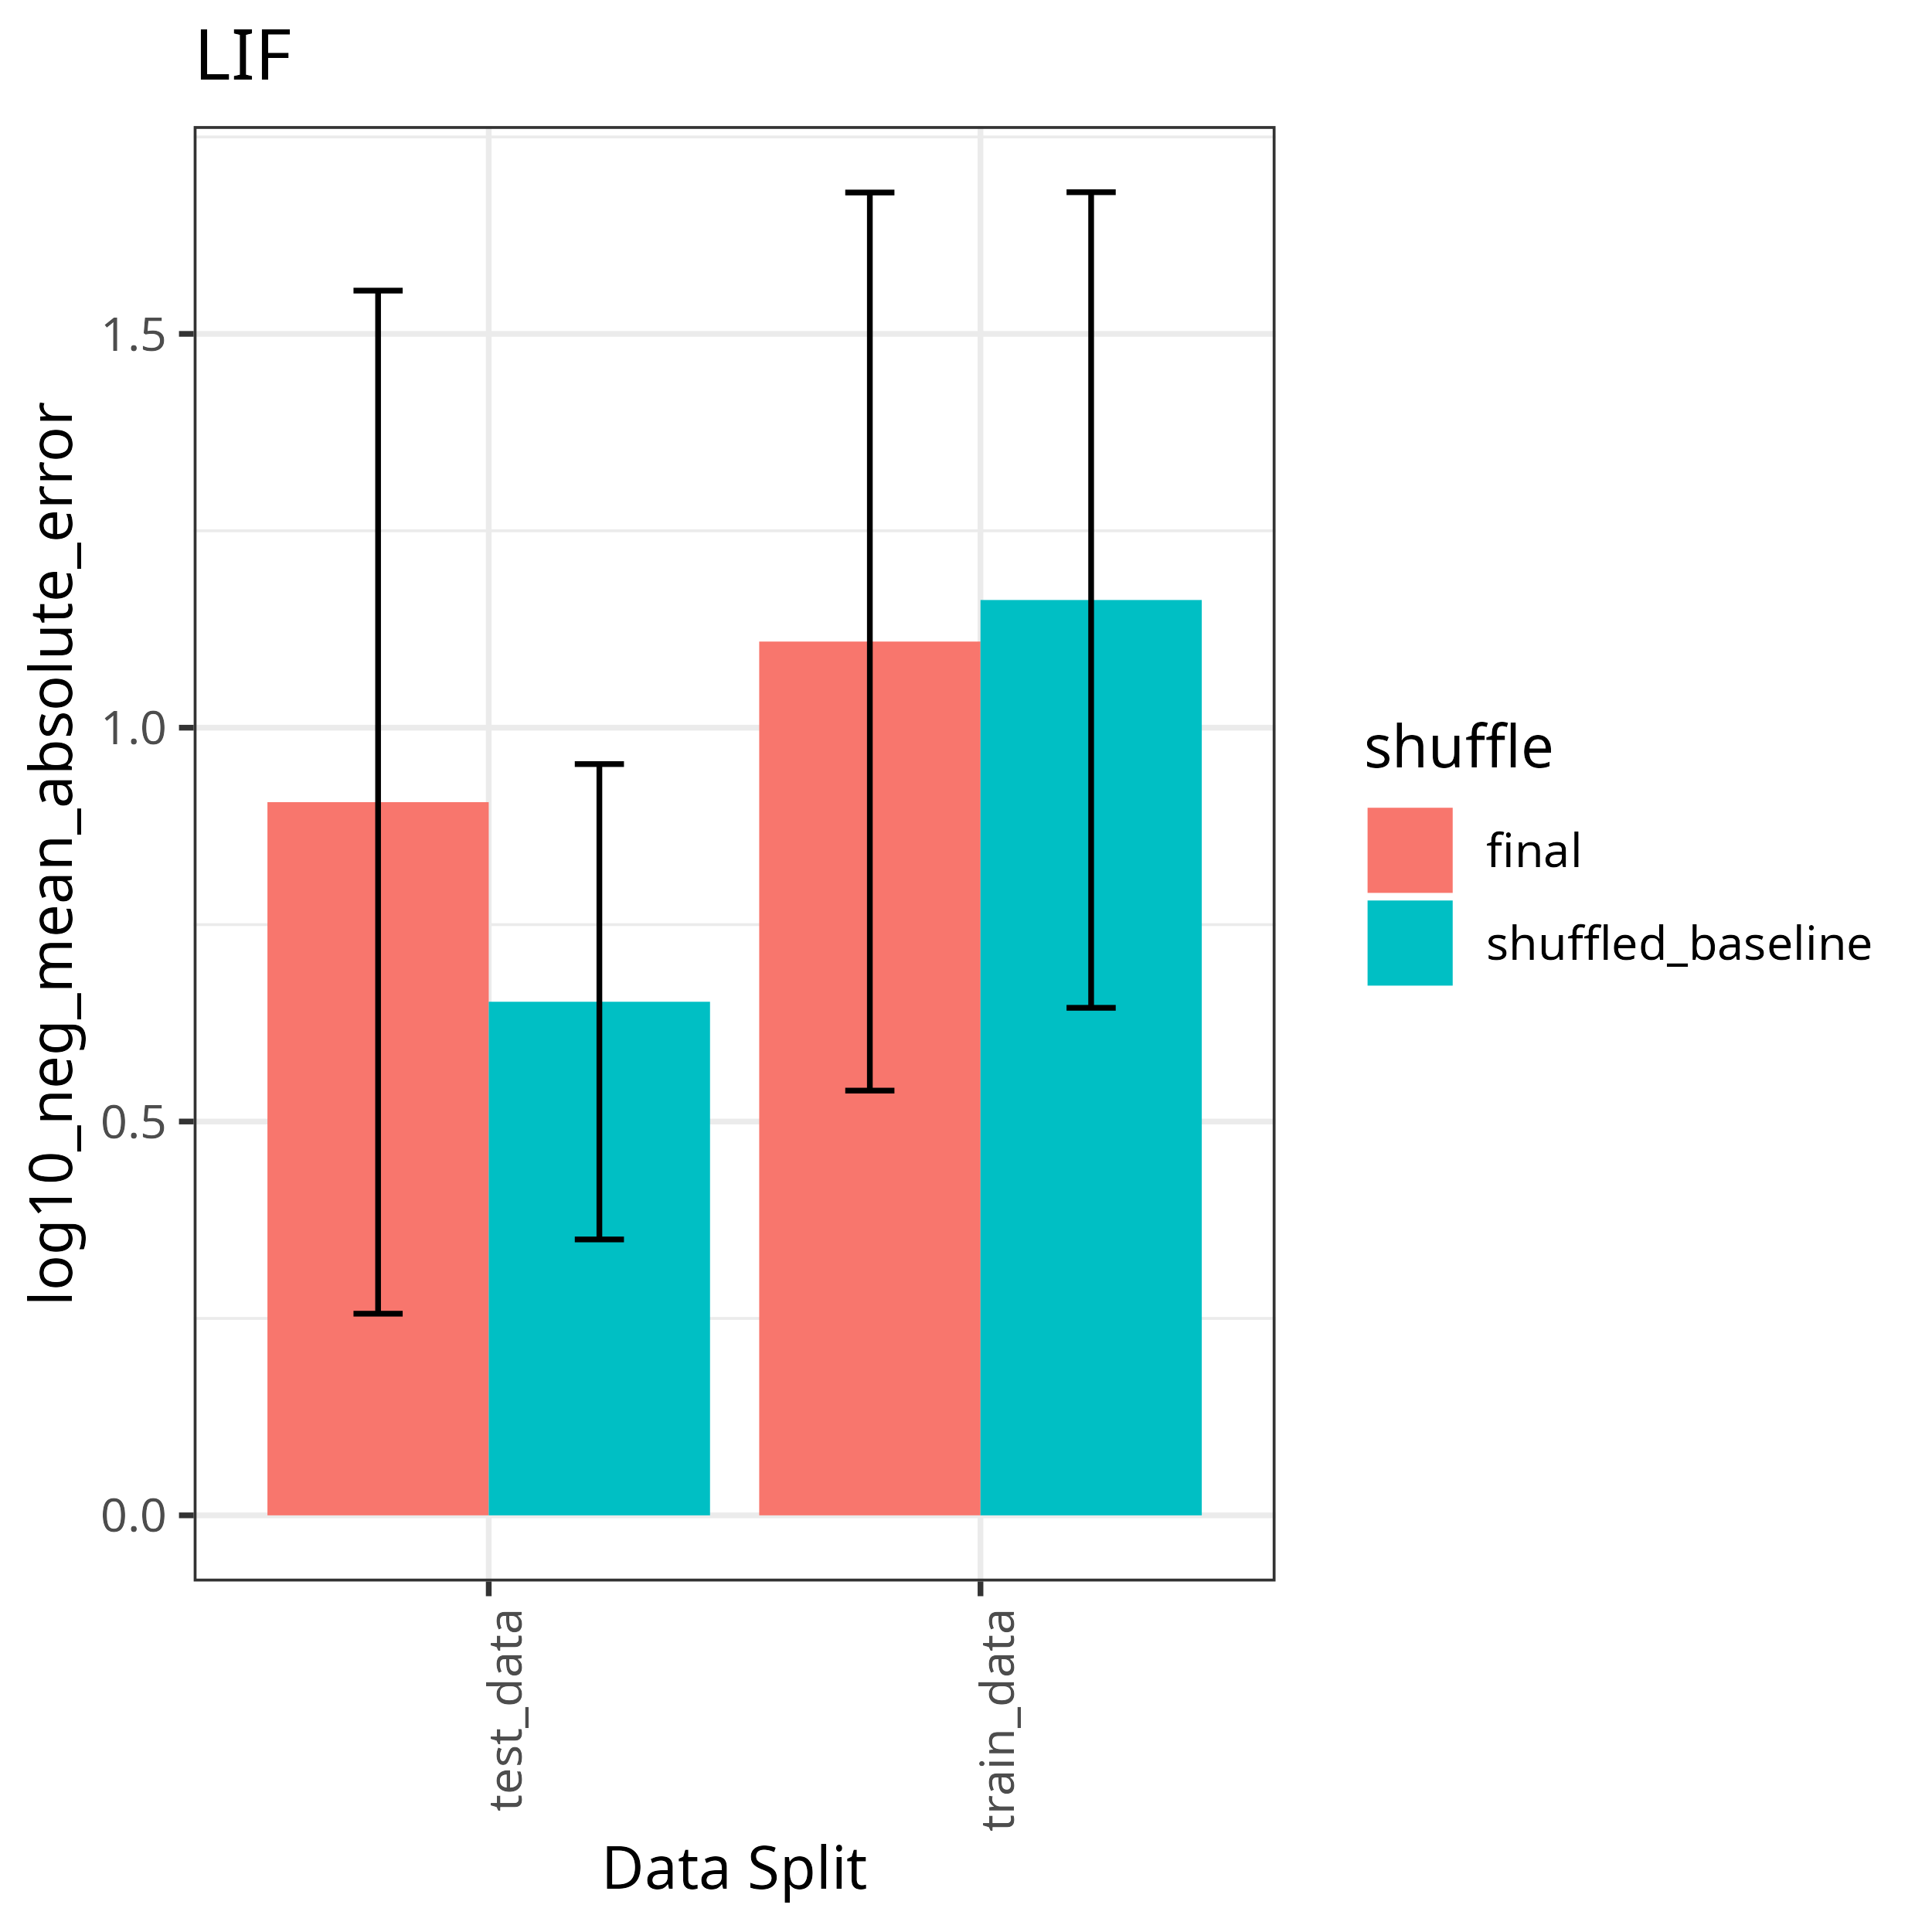 LIF
log10_neg_mean_absolute_error
1.5
1.0
0.5
0.0
test_data
train_data
Data Split
shuffle
final
shuffled_baseline